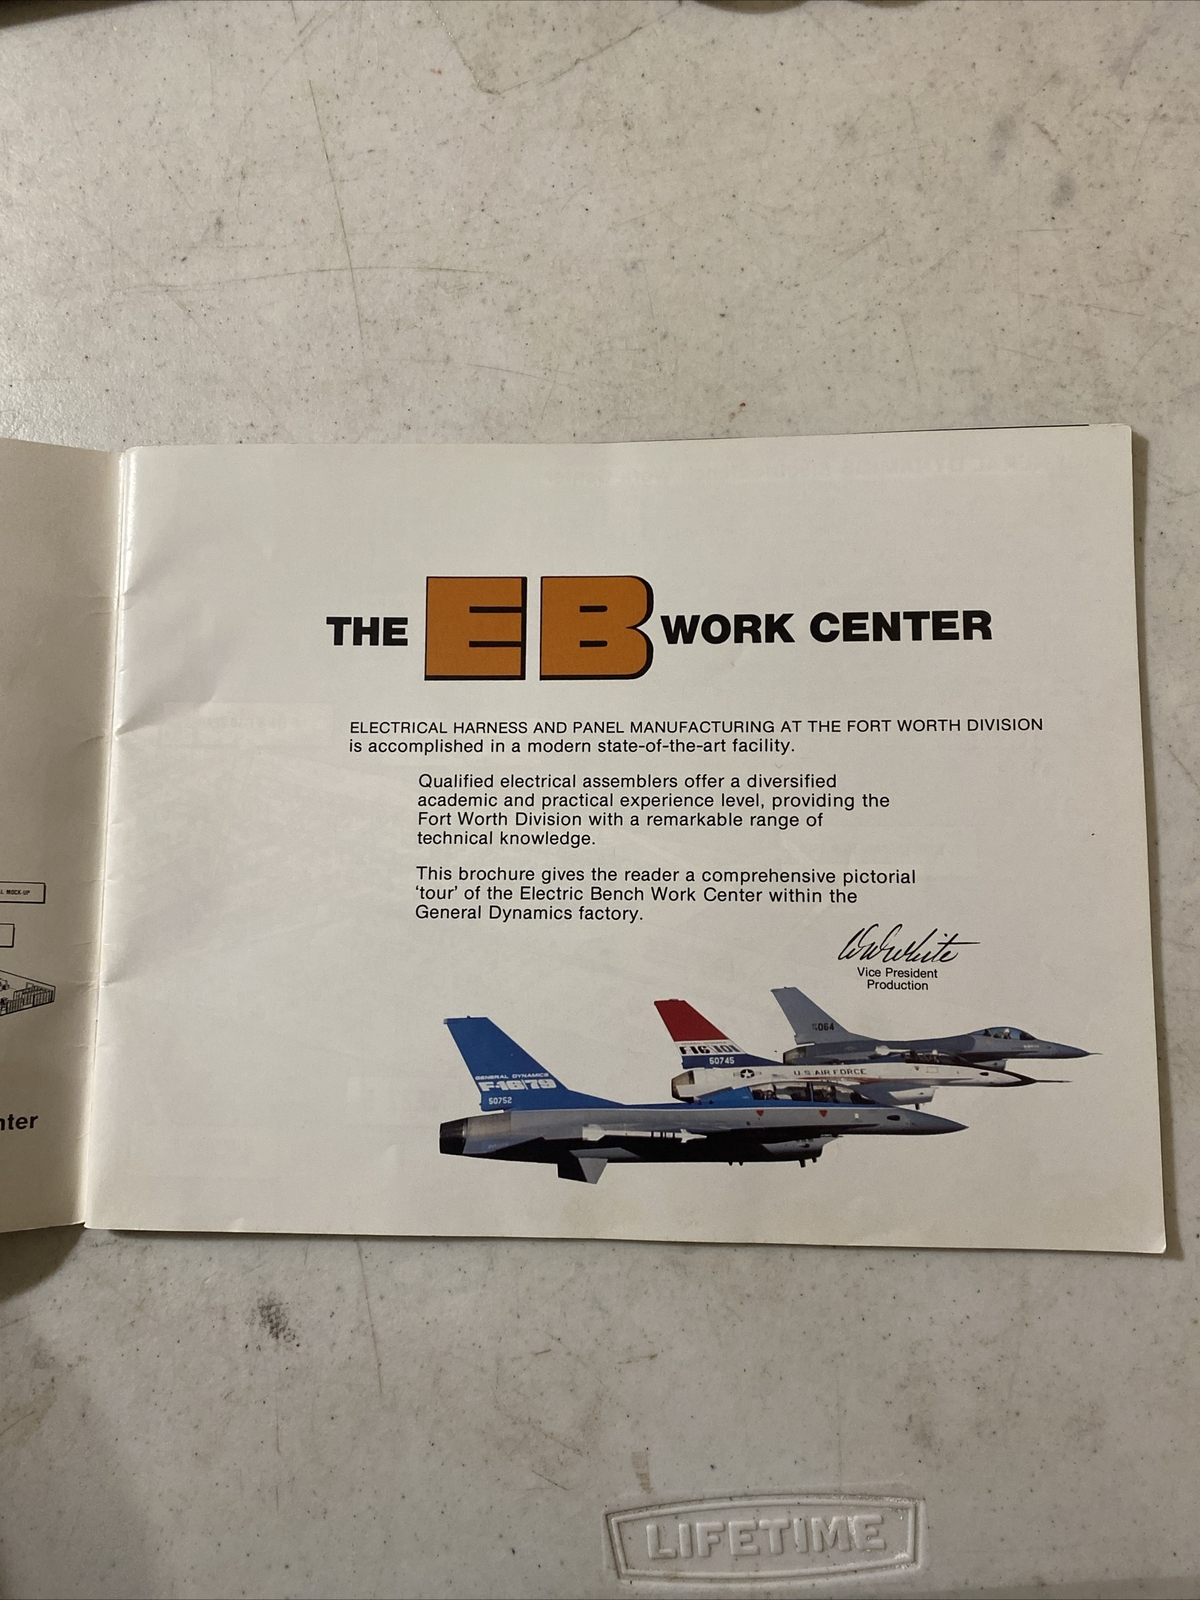 THE EB WORK CENTER
ELECTRICAL HARNESS AND PANEL MANUFACTURING AT THE FORT WORTH DIVISION
is accomplished in a modern state-of-the-art facility.
Qualified electrical assemblers offer a diversified
academic and practical experience level, providing the
Fort Worth Division with a remarkable range of
technical knowledge.
This brochure gives the reader a comprehensive pictorial
'tour' of the Electric Bench Work Center within the
General Dynamics factory.
Vice President
Production
064
F-16/101
50745
U.S. AIR FORCE
GENERAL DYNAMICS
F-16/79
50752
MOCK-UP
nter
LIFETIME